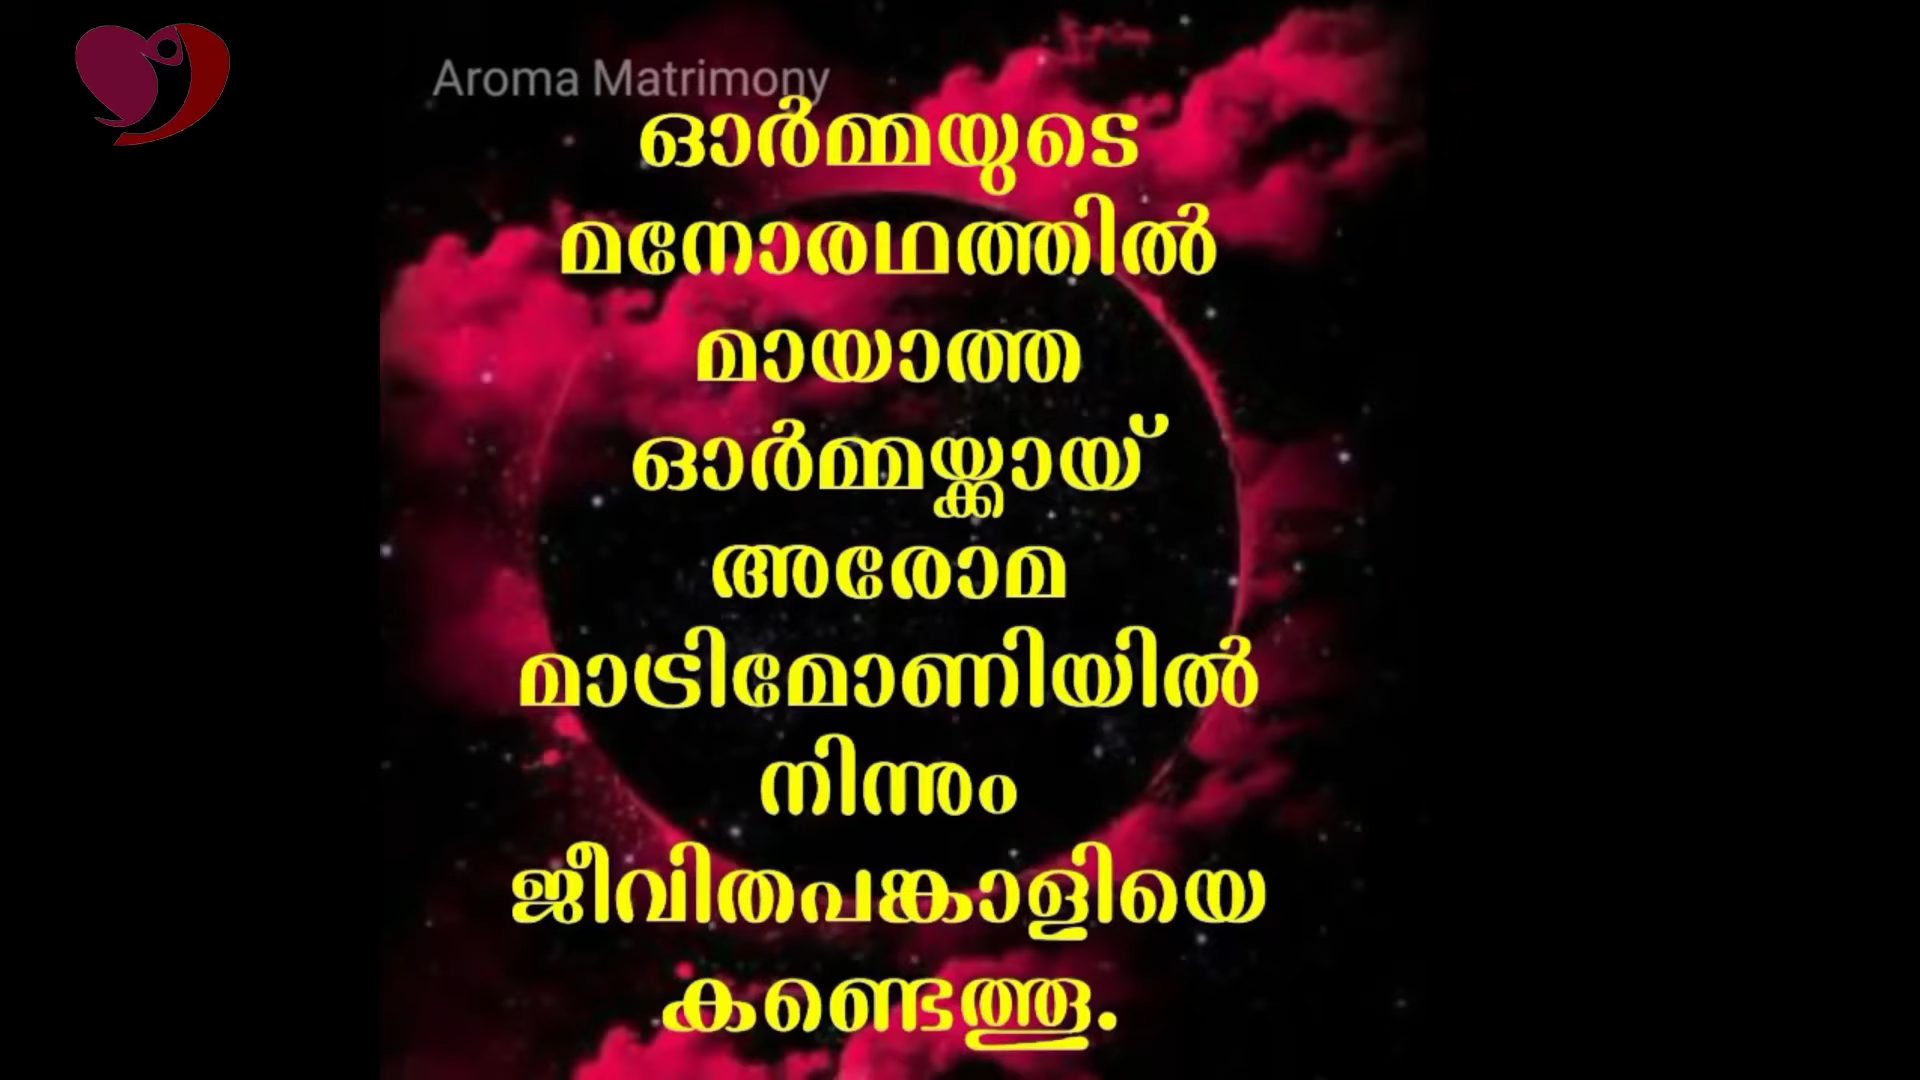 Aroma Matrimony
ഓർമ്മയുടെ
മനോരഥത്തിൽ
മായാത്ത
ഓർമ്മയ്ക്കായ്
അരോമ
മാട്രിമോണിയിൽ
നിന്നും
ജീവിതപങ്കാളിയെ
കണ്ടെത്തൂ.